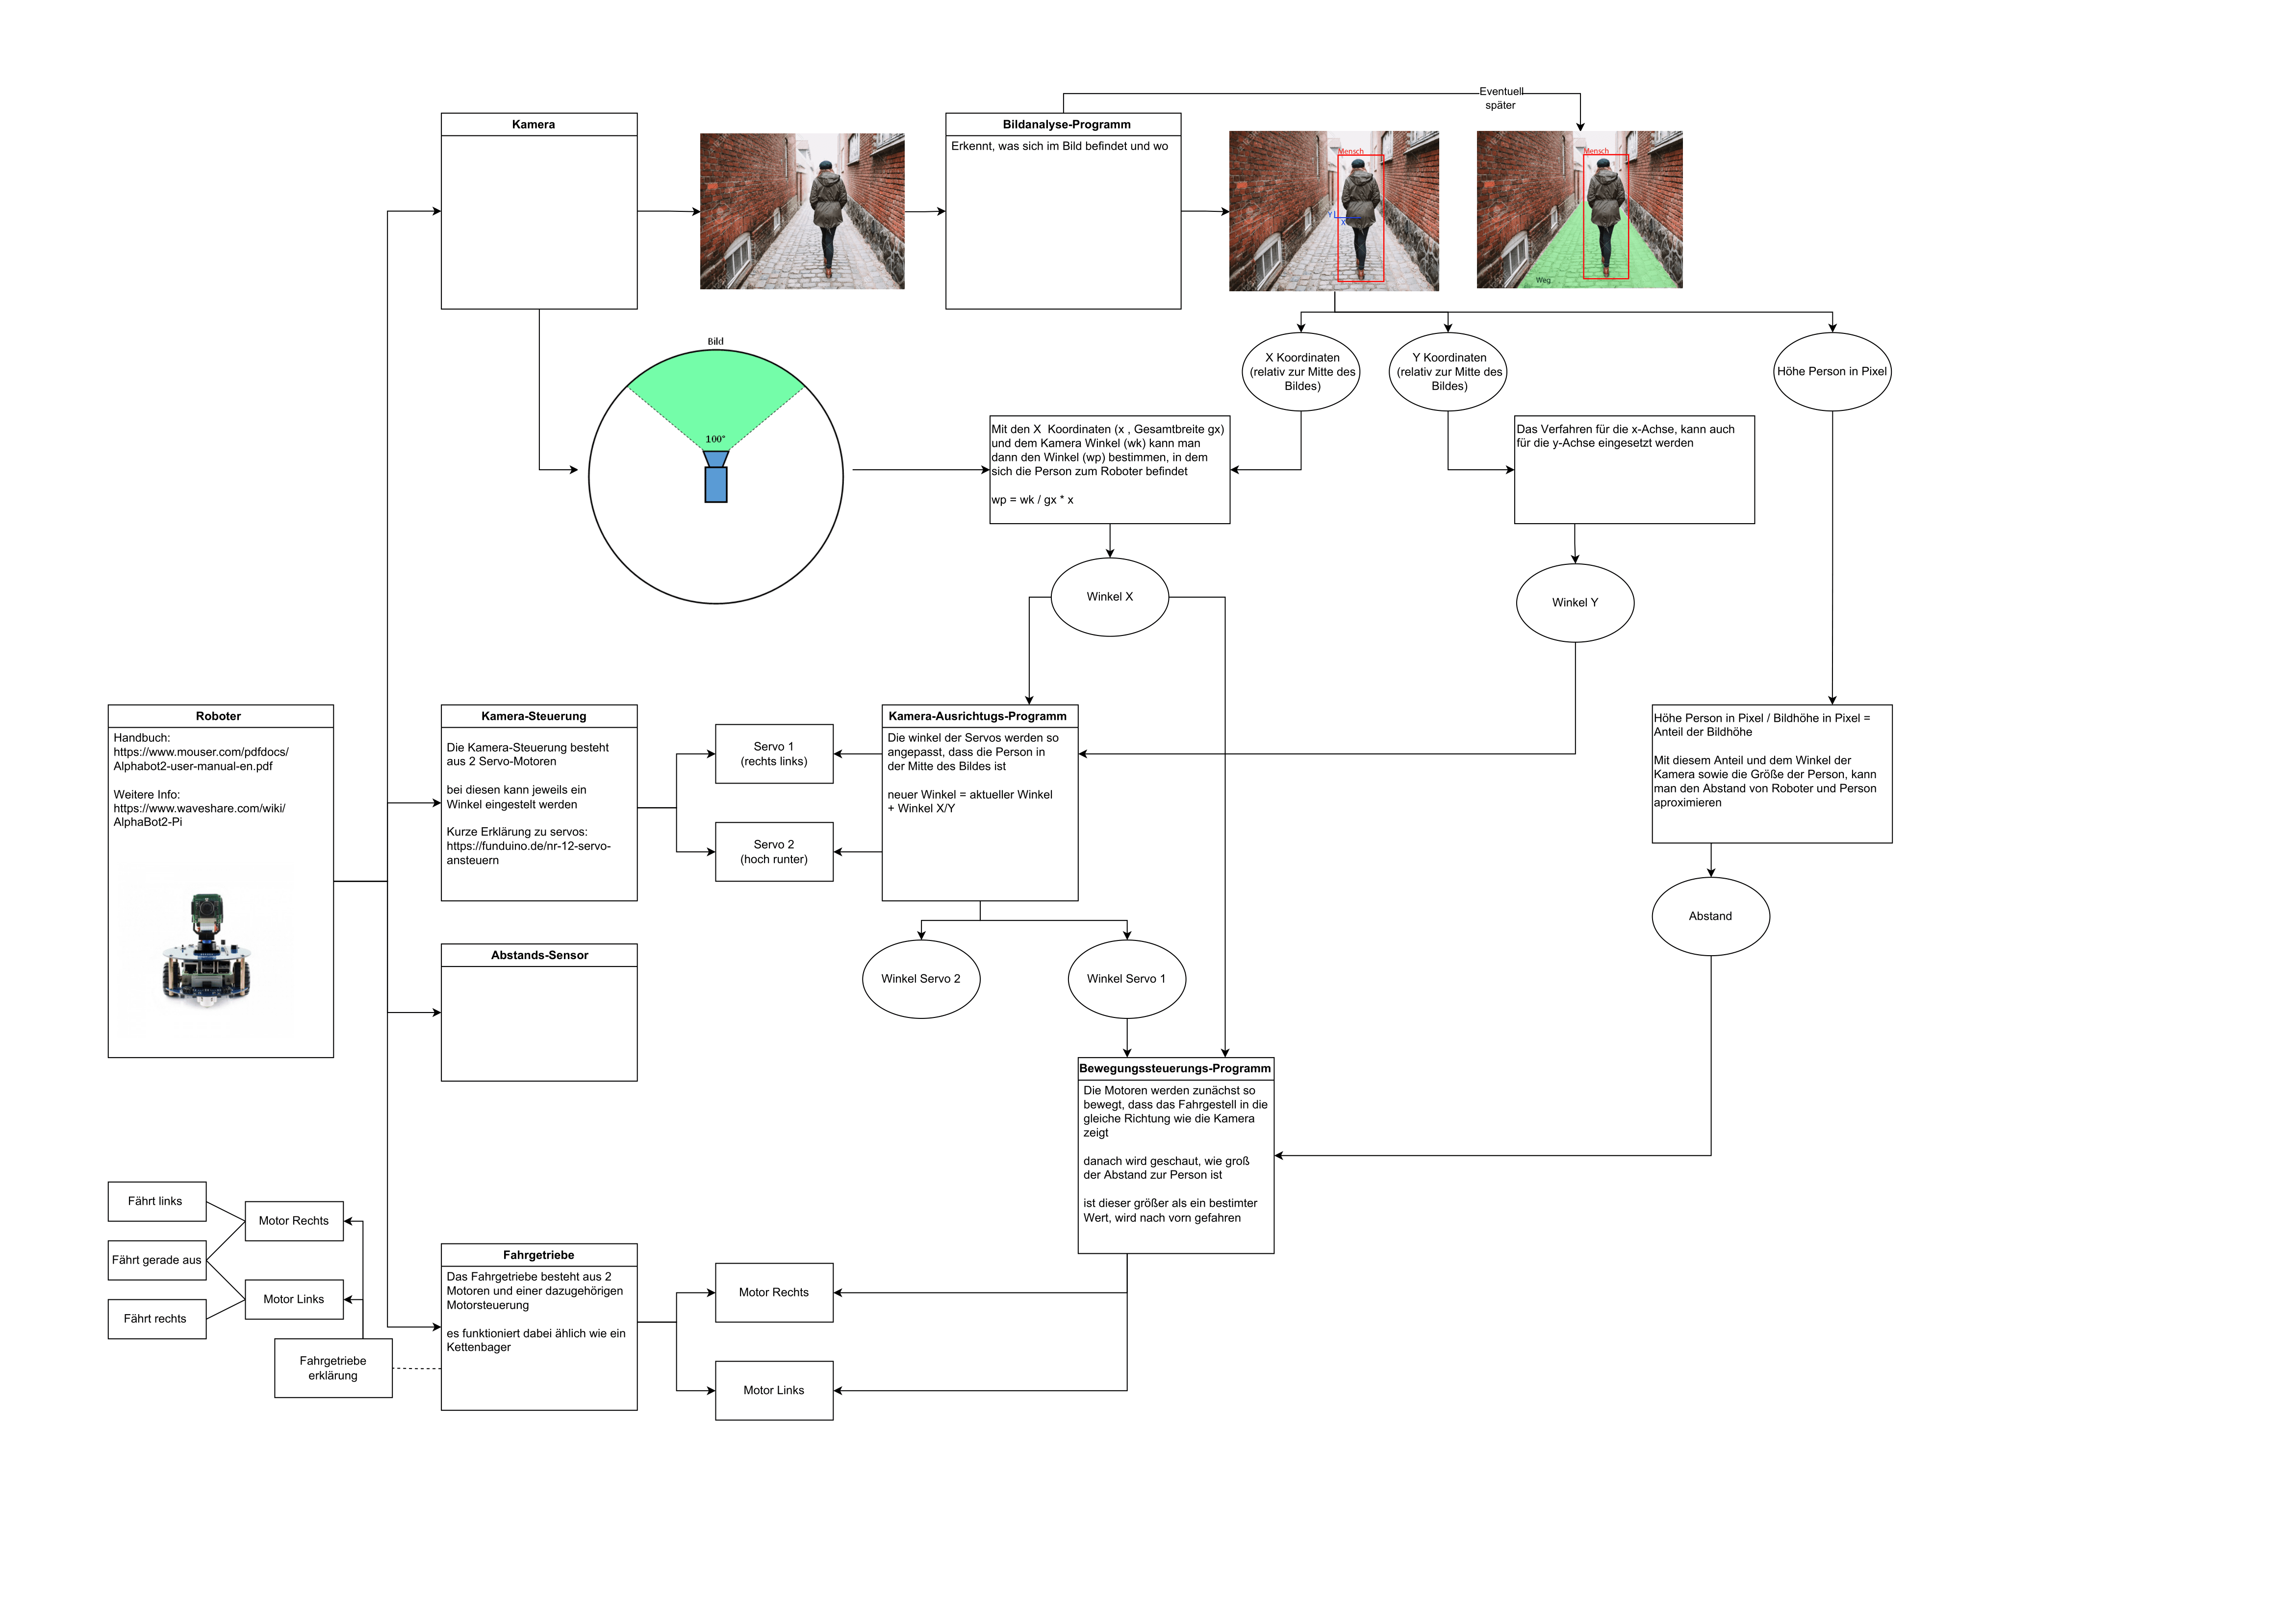 Eventuell
später
Kamera
Bildanalyse-Programm
Erkennt, was sich im Bild befindet und wo
Mensch
Y
X
Mensch
Weg
Bild
100°
X Koordinaten
(relativ zur Mitte des
Bildes)
Y Koordinaten
(relativ zur Mitte des
Bildes)
Höhe Person in Pixel
Mit den X  Koordinaten (x , Gesamtbreite gx)
und dem Kamera Winkel (wk) kann man
dann den Winkel (wp) bestimmen, in dem
sich die Person zum Roboter befindet
wp = wk / gx * x
Das Verfahren für die x-Achse, kann auch
für die y-Achse eingesetzt werden
Winkel X
Winkel Y
Roboter
Handbuch:
https://www.mouser.com/pdfdocs/
Alphabot2-user-manual-en.pdf
Weitere Info:
https://www.waveshare.com/wiki/
AlphaBot2-Pi
Kamera-Steuerung
Die Kamera-Steuerung besteht
aus 2 Servo-Motoren
bei diesen kann jeweils ein
Winkel eingestelt werden
Kurze Erklärung zu servos:
https://funduino.de/nr-12-servo-
ansteuern
Servo 1
(rechts links)
Servo 2
(hoch runter)
Kamera-Ausrichtugs-Programm
Die winkel der Servos werden so
angepasst, dass die Person in
der Mitte des Bildes ist
neuer Winkel = aktueller Winkel
+ Winkel X/Y
Höhe Person in Pixel / Bildhöhe in Pixel =
Anteil der Bildhöhe
Mit diesem Anteil und dem Winkel der
Kamera sowie die Größe der Person, kann
man den Abstand von Roboter und Person
aproximieren
Abstand
Abstands-Sensor
Winkel Servo 2
Winkel Servo 1
Bewegungssteuerungs-Programm
Die Motoren werden zunächst so
bewegt, dass das Fahrgestell in die
gleiche Richtung wie die Kamera
zeigt
danach wird geschaut, wie groß
der Abstand zur Person ist
ist dieser größer als ein bestimter
Wert, wird nach vorn gefahren
Fährt links
Fährt gerade aus
Fährt rechts
Motor Rechts
Motor Links
Fahrgetriebe
erklärung
Fahrgetriebe
Das Fahrgetriebe besteht aus 2
Motoren und einer dazugehörigen
Motorsteuerung
es funktioniert dabei ählich wie ein
Kettenbager
Motor Rechts
Motor Links